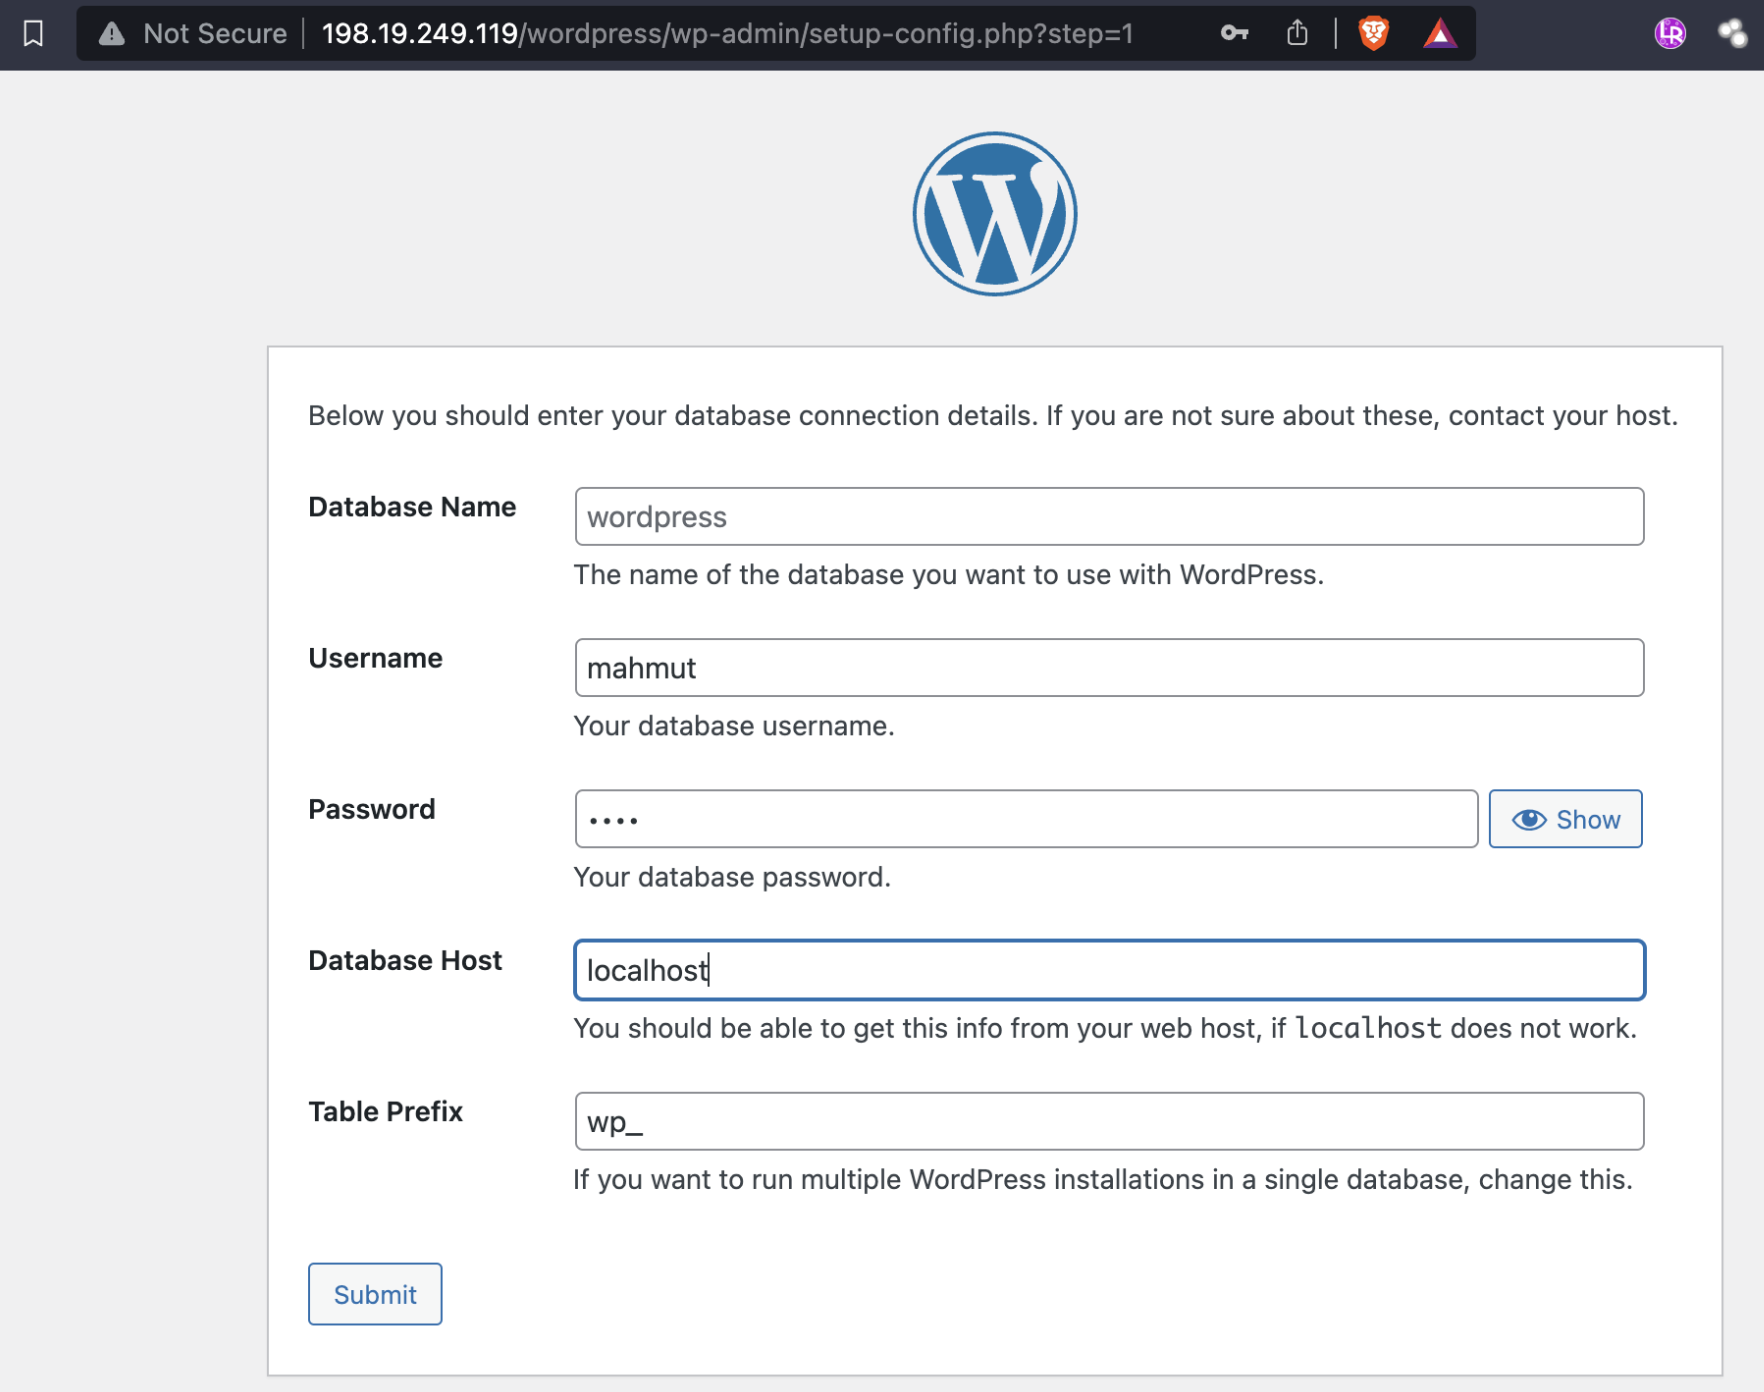 Not Secure
198.19.249.119/wordpress/wp-admin/setup-config.php?step=1
LR
W
Below you should enter your database connection details. If you are not sure about these, contact your host.
Database Name
wordpress
The name of the database you want to use with WordPress.
Username
mahmut
Your database username.
Password
••••
Show
Your database password.
Database Host
localhost
You should be able to get this info from your web host, if localhost does not work.
Table Prefix
wp_
If you want to run multiple WordPress installations in a single database, change this.
Submit